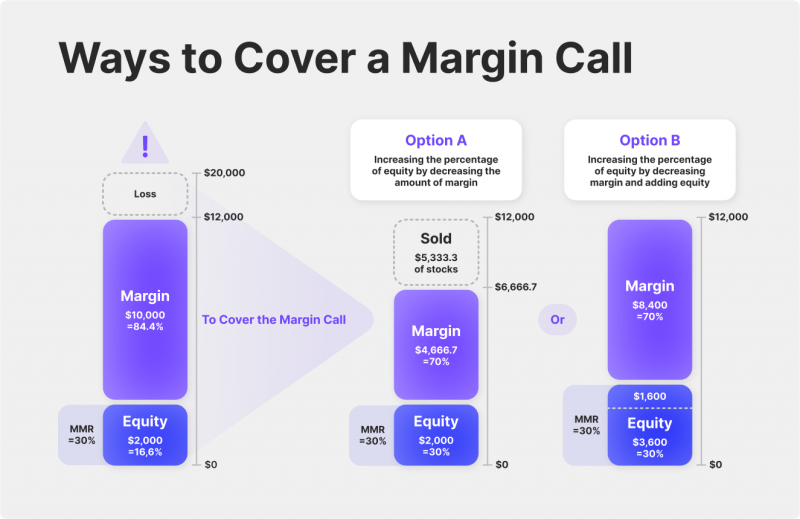 Ways to Cover a Margin Call
!
$20,000
Loss
$12,000
Margin
$10,000
=84.4%
To Cover the Margin Call
MMR
=30%
Equity
$2,000
=16,6%
$0
Option A
Increasing the percentage
of equity by decreasing the
amount of margin
$12,000
Sold
$5,333.3
of stocks
$6,666.7
Margin
$4,666.7
=70%
MMR
=30%
Equity
$2,000
=30%
$0
Or
Option B
Increasing the percentage
of equity by decreasing
margin and adding equity
$12,000
Margin
$8,400
=70%
$1,600
MMR
=30%
Equity
$3,600
=30%
$0